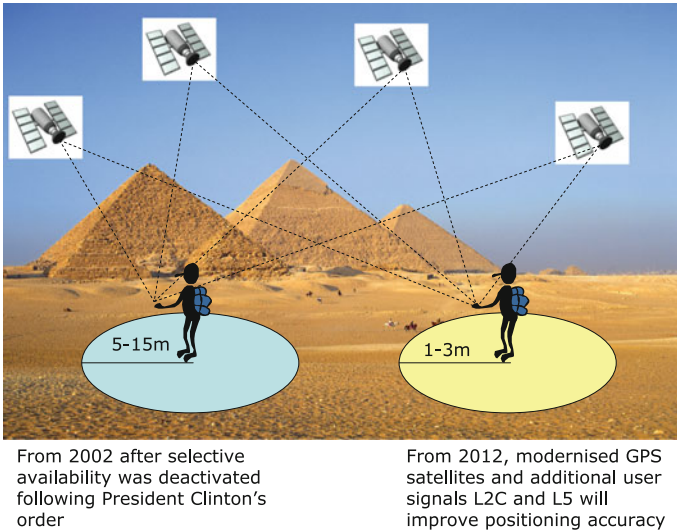 5-15m
1-3m
From 2002 after selective
availability was deactivated
following President Clinton's
order
From 2012, modernised GPS
satellites and additional user
signals L2C and L5 will
improve positioning accuracy